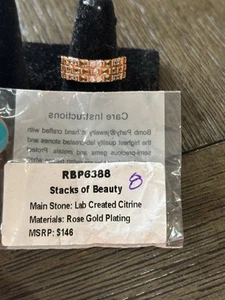 Care Instructions
Bomb Party jewelry is hand crafted with
the highest quality lab-created stones and
semi-precious gems and metals. Protect
RBP6388
Stacks of Beauty
8
Main Stone: Lab Created Citrine
Materials: Rose Gold Plating
MSRP: $146